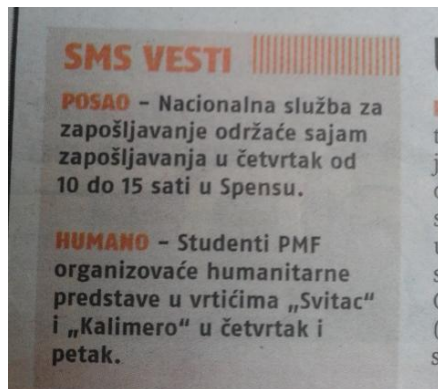 SMS VESTI
POSAO – Nacionalna služba za
zapošljavanje održaće sajam
zapošljavanja u četvrtak od
10 do 15 sati u Spensu.
HUMANO – Studenti PMF
organizovaće humanitarne
predstave u vrtićima „Svitac“
i „Kalimero“ u četvrtak i
petak.